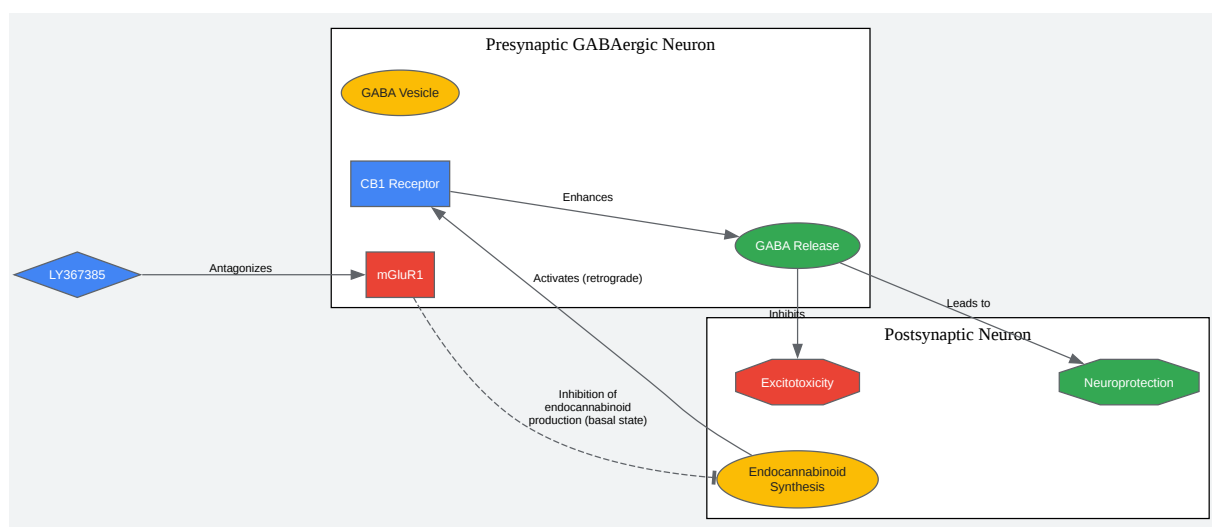 Presynaptic GABAergic Neuron
GABA Vesicle
CB1 Receptor
Enhances
GABA Release
LY367385
Antagonizes
mGluR1
Activates (retrograde)
Leads to
Inhibits
Postsynaptic Neuron
Excitotoxicity
Neuroprotection
Inhibition of
endocannabinoid
production (basal state)
Endocannabinoid
Synthesis